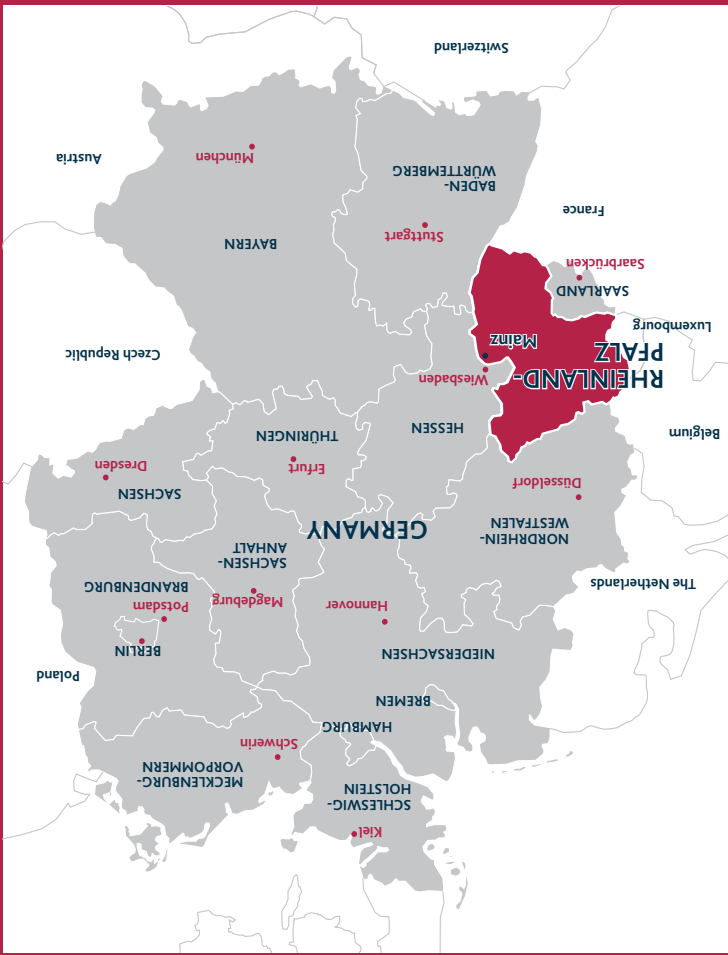 Kiel
SCHLESWIG-
HOLSTEIN
MECKLENBURG-
VORPOMMERN
Schwerin
HAMBURG
BREMEN
NIEDERSACHSEN
Hannover
BERLIN
Potsdam
BRANDENBURG
Poland
The Netherlands
Magdeburg
SACHSEN-
ANHALT
GERMANY
NORDRHEIN-
WESTFALEN
Düsseldorf
SACHSEN
Dresden
Erfurt
THÜRINGEN
HESSEN
Belgium
Wiesbaden
RHEINLAND-
PFALZ
Mainz
Czech Republic
Luxembourg
SAARLAND
Saarbrücken
BAYERN
Stuttgart
BADEN-
WÜRTTEMBERG
France
München
Austria
Switzerland